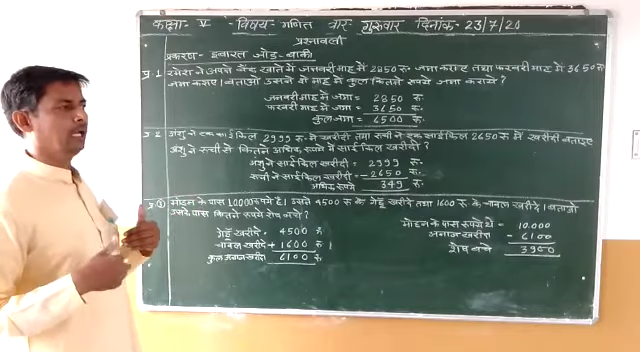 कक्षा- V -विषय- गणित वार- गुरुवार दिनांक- 23/7/20
प्रश्नावली
प्रकरण- इबारत जोड़-बाकी
प्र.1 रमेश ने अपने बैंक खाते में जनवरी माह में 2850 रु. जमा कराए तथा फरवरी माह में 3650 रु.
जमा कराए। बताओ उसने दो माह में कुल कितने रुपये जमा कराये?
जनवरी माह में जमा = 2850 रु.
फरवरी माह में जमा = 3650 रु.
कुल जमा = 6500 रु.
प्र.2 अंशु ने एक साईकिल 2999 रु. में खरीदी तथा रुची ने एक साईकिल 2650 रु. में खरीदी बताइए
अंशु ने रुची से कितने अधिक रुपये में साईकिल खरीदी?
अंशु ने साईकिल खरीदी = 2999 रु.
रुची ने साईकिल खरीदी = -2650 रु.
अधिक रुपये 349 रु.
प्र.③ मोहन के पास 10000 रुपये है। उसने 4500 रु. के गेहूँ खरीदे तथा 1600 रु. के चावल खरीदे। बताओ
उसके पास कितने रुपये शेष बचे?
गेहूँ खरीदे = 4500 रु.
चावल खरीदे + 1600 रु.
कुल अनाज खरीदा 6100 रु.
मोहन के पास रुपये थे = 10.000
अनाज खरीदा - 6100
शेष बचे 3900